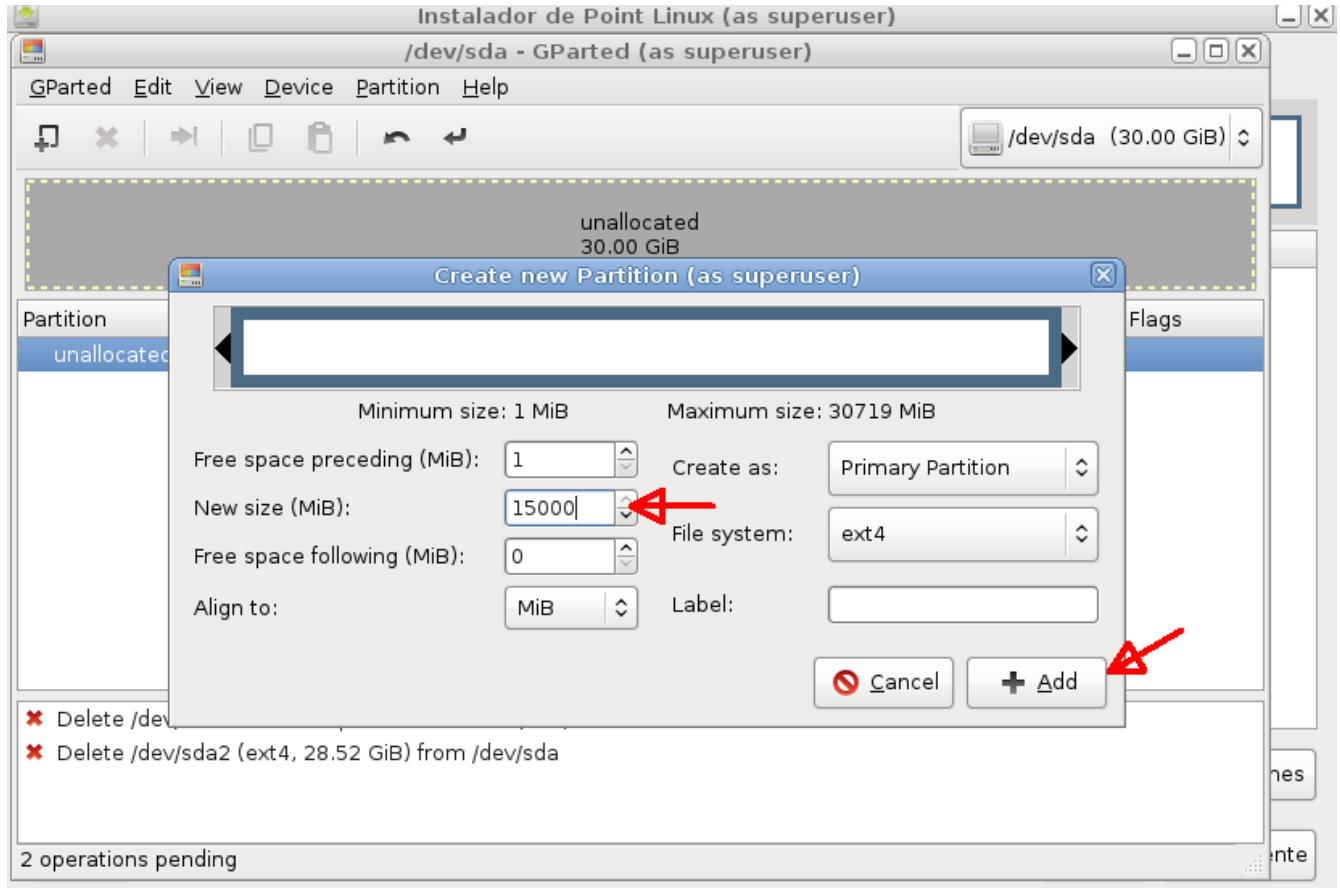 Instalador de Point Linux (as superuser)
/dev/sda - GParted (as superuser)
GParted Edit View Device Partition Help
/dev/sda (30.00 GiB)
unallocated
30.00 GiB
Create new Partition (as superuser)
Partition
Flags
unallocated
Minimum size: 1 MiB
Maximum size: 30719 MiB
Free space preceding (MiB): 1
Create as: Primary Partition
New size (MiB): 15000
File system: ext4
Free space following (MiB): 0
Align to: MiB
Label:
Cancel
Add
Delete /dev
Delete /dev/sda2 (ext4, 28.52 GiB) from /dev/sda
2 operations pending